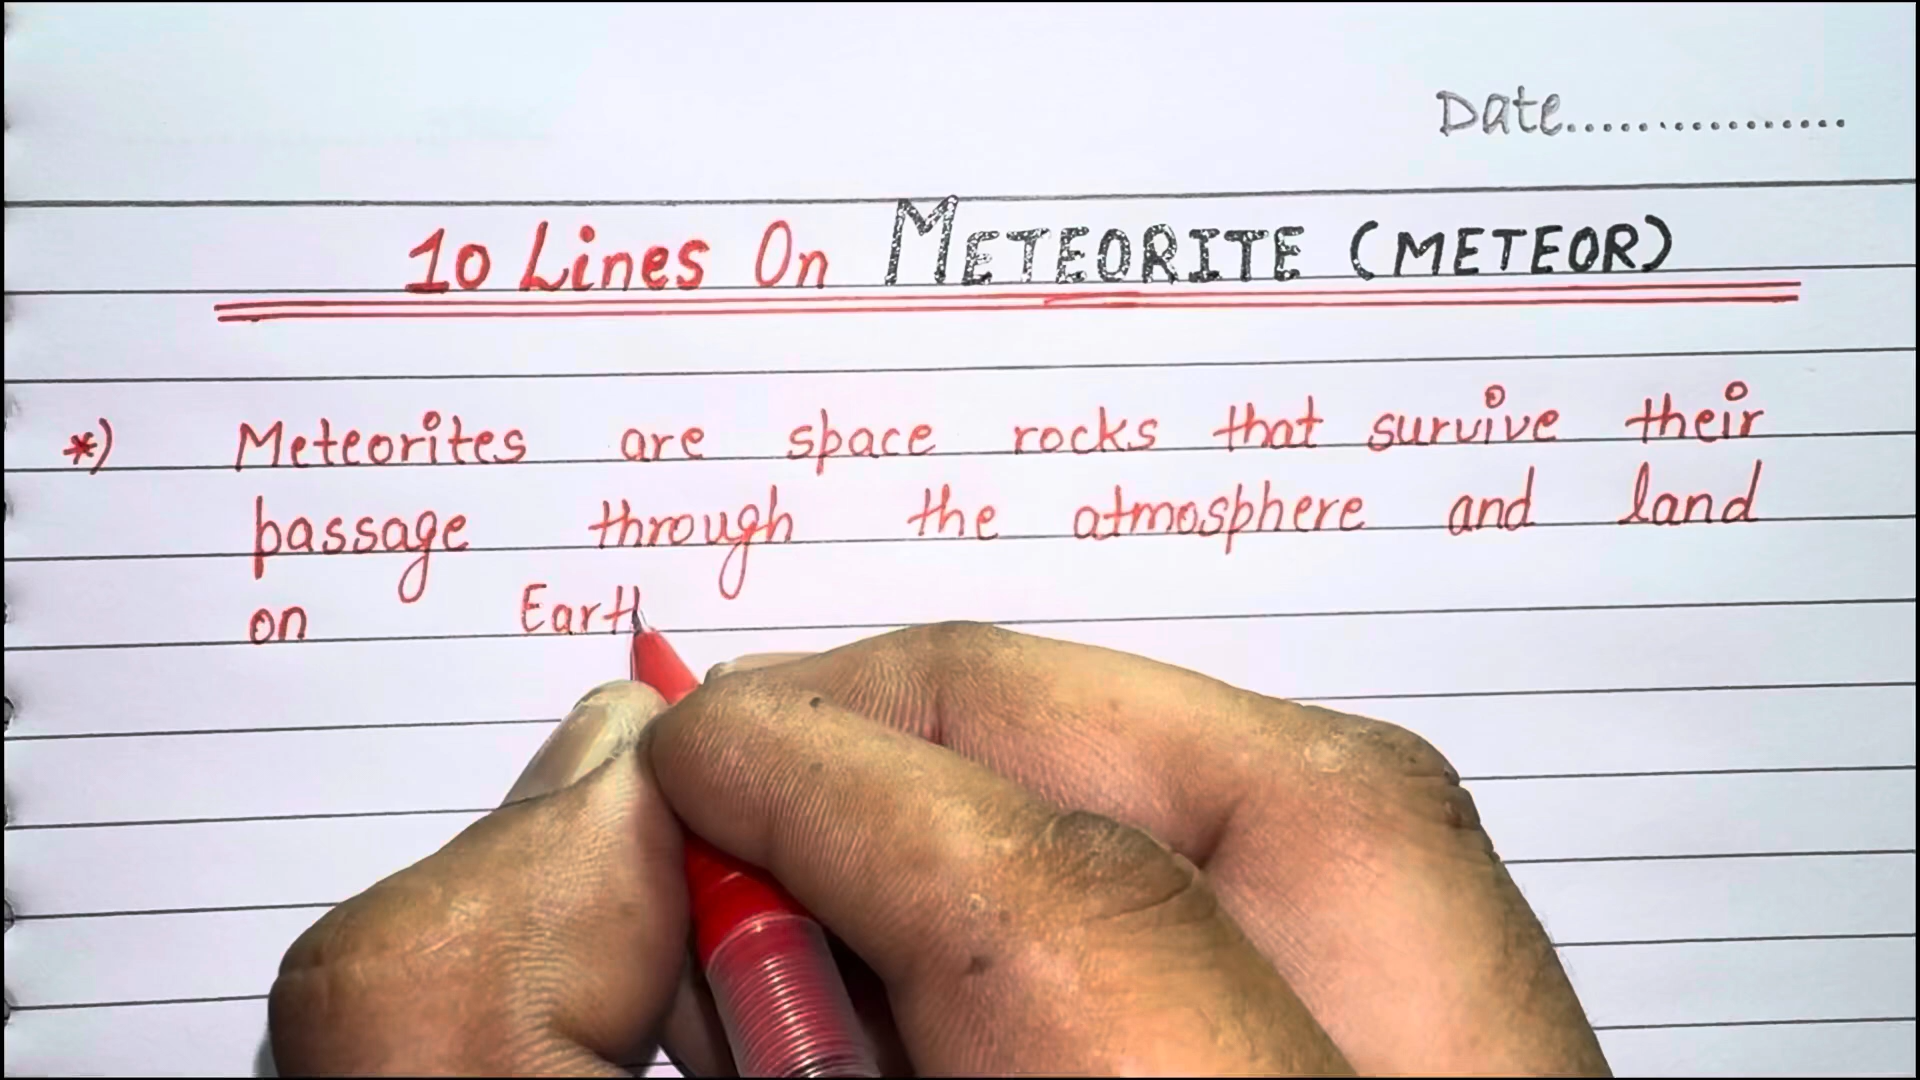 Date.................
10 Lines On METEORITE (METEOR)
*) Meteorites are space rocks that survive their
passage through the atmosphere and land
on Eart